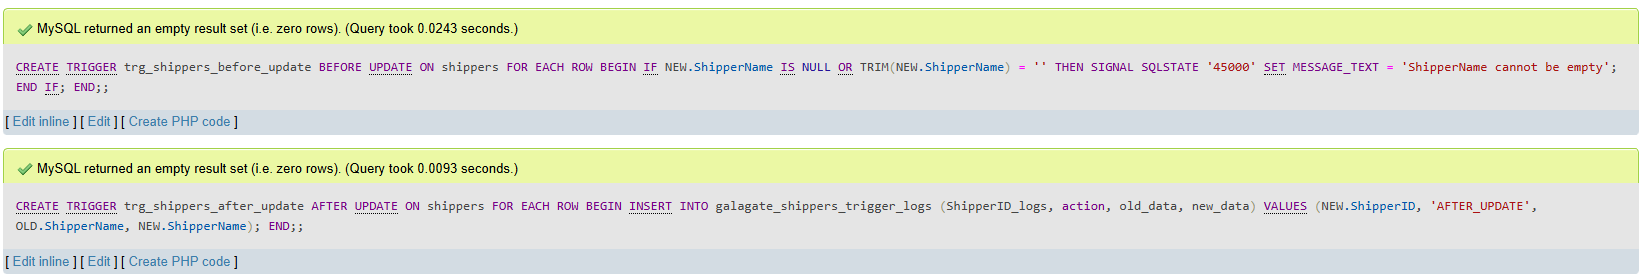 MySQL returned an empty result set (i.e. zero rows). (Query took 0.0243 seconds.)
CREATE TRIGGER trg_shippers_before_update BEFORE UPDATE ON shippers FOR EACH ROW BEGIN IF NEW.ShipperName IS NULL OR TRIM(NEW.ShipperName) = '' THEN SIGNAL SQLSTATE '45000' SET MESSAGE_TEXT = 'ShipperName cannot be empty';
END IF; END;;
[ Edit inline ] [ Edit ] [ Create PHP code ]
MySQL returned an empty result set (i.e. zero rows). (Query took 0.0093 seconds.)
CREATE TRIGGER trg_shippers_after_update AFTER UPDATE ON shippers FOR EACH ROW BEGIN INSERT INTO galagate_shippers_trigger_logs (ShipperID_logs, action, old_data, new_data) VALUES (NEW.ShipperID, 'AFTER_UPDATE',
OLD.ShipperName, NEW.ShipperName); END;;
[ Edit inline ] [ Edit ] [ Create PHP code ]